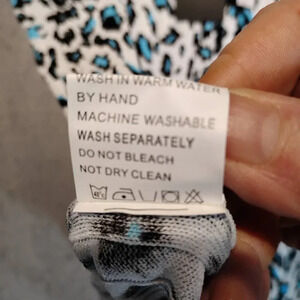 WASH IN WARM WATER
BY HAND
MACHINE WASHABLE
WASH SEPARATELY
DO NOT BLEACH
NOT DRY CLEAN